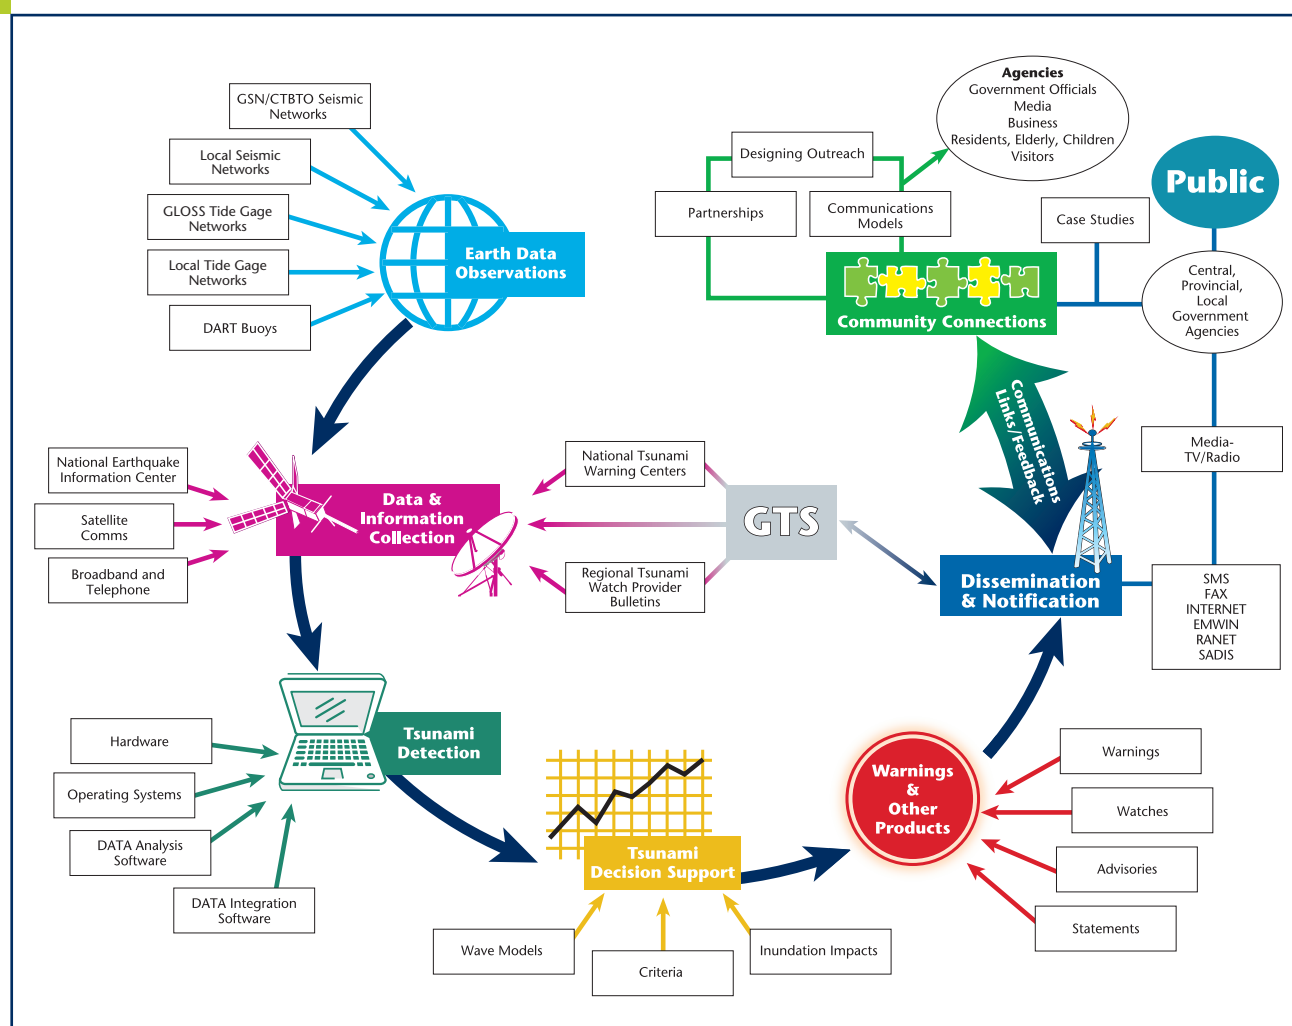 GSN/CTBTO Seismic
Networks
Local Seismic
Networks
GLOSS Tide Gage
Networks
Local Tide Gage
Networks
DART Buoys
Earth Data
Observations
Agencies
Government Officials
Media
Business
Residents, Elderly, Children
Visitors
Designing Outreach
Partnerships
Communications
Models
Case Studies
Public
Central,
Provincial,
Local
Government
Agencies
Community Connections
Communications
Links/Feedback
Media-
TV/Radio
National Earthquake
Information Center
Satellite
Comms
Broadband and
Telephone
Data &
Information
Collection
National Tsunami
Warning Centers
GTS
Regional Tsunami
Watch Provider
Bulletins
Dissemination
& Notification
SMS
FAX
INTERNET
EMWIN
RANET
SADIS
Hardware
Operating Systems
DATA Analysis
Software
DATA Integration
Software
Tsunami
Detection
Tsunami
Decision Support
Wave Models
Criteria
Inundation Impacts
Warnings
&
Other
Products
Warnings
Watches
Advisories
Statements